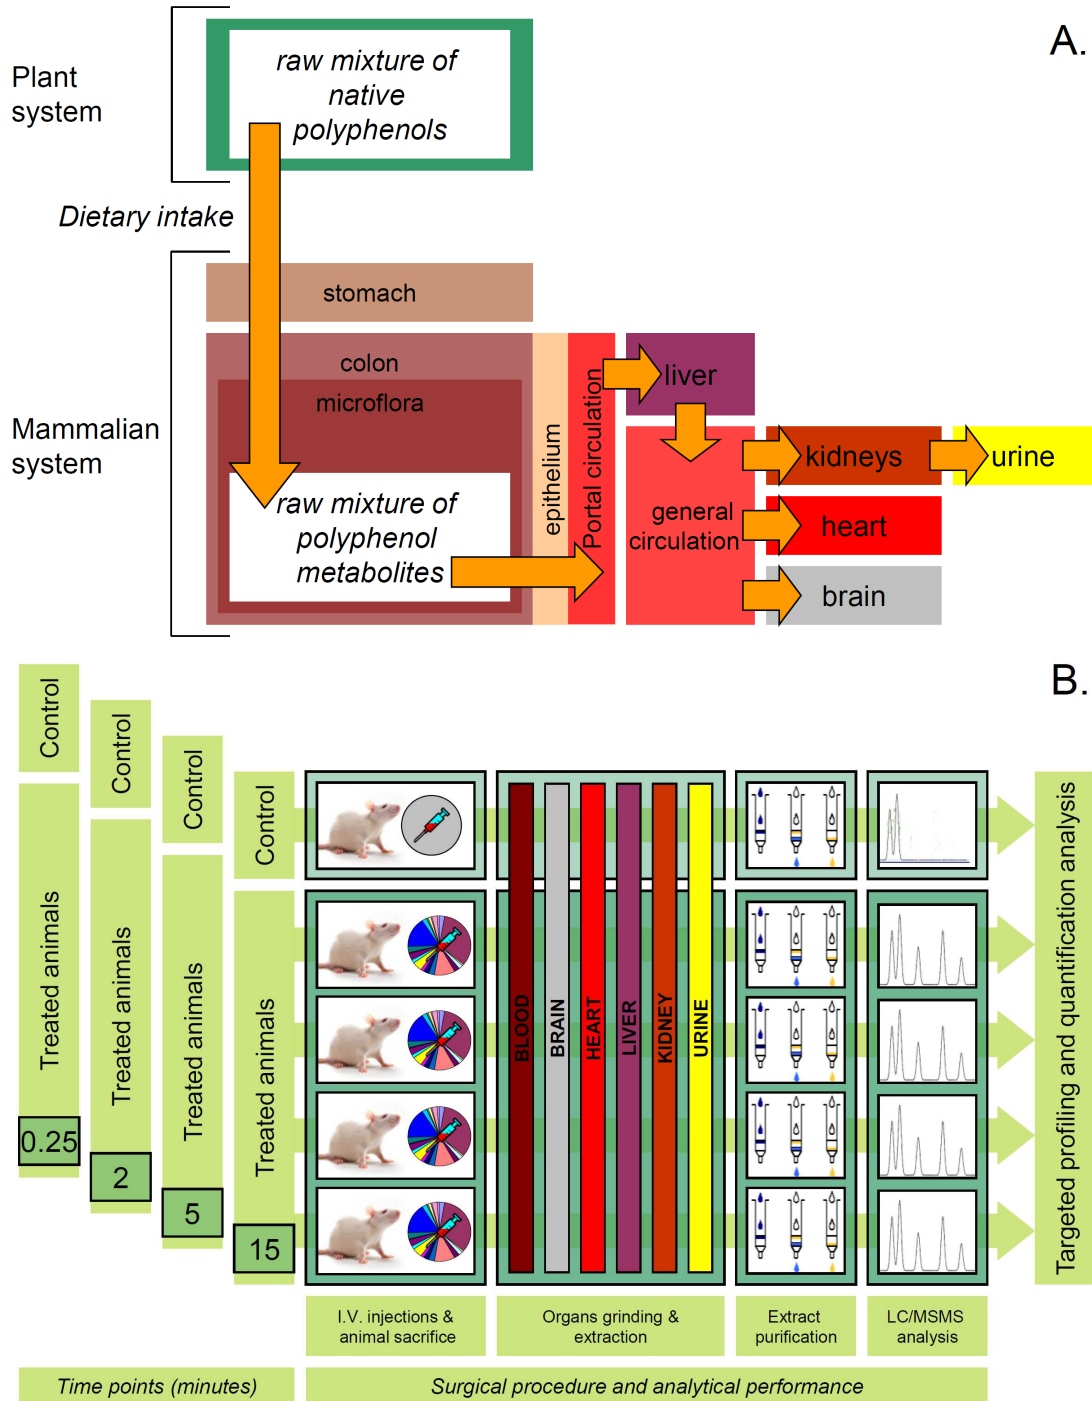 A.
Plant
system
raw mixture of
native
polyphenols
Dietary intake
Mammalian
system
stomach
colon
microflora
raw mixture of
polyphenol
metabolites
epithelium
Portal circulation
liver
general
circulation
kidneys
urine
heart
brain
B.
Control
Control
Control
Control
Treated animals
Treated animals
Treated animals
Treated animals
0.25
2
5
15
BLOOD
BRAIN
HEART
LIVER
KIDNEY
URINE
Targeted profiling and quantification analysis
I.V. injections &
animal sacrifice
Organs grinding &
extraction
Extract
purification
LC/MSMS
analysis
Time points (minutes)
Surgical procedure and analytical performance